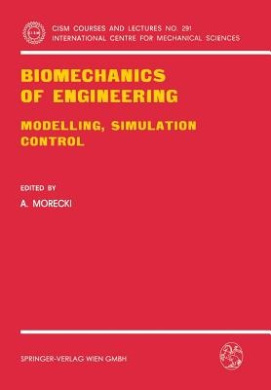 CISM COURSES AND LECTURES NO. 291
INTERNATIONAL CENTRE FOR MECHANICAL SCIENCES
BIOMECHANICS
OF ENGINEERING
MODELLING, SIMULATION
CONTROL
EDITED BY
A. MORECKI
SPRINGER-VERLAG WIEN GMBH